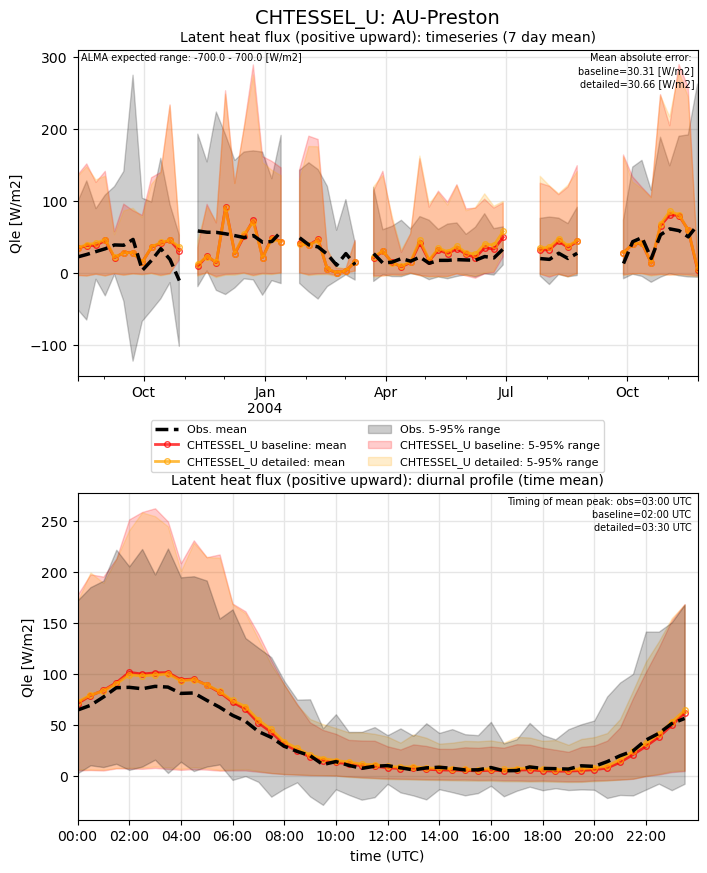 CHTESSEL_U: AU-Preston
Latent heat flux (positive upward): timeseries (7 day mean)
ALMA expected range: -700.0 - 700.0 [W/m2]
Mean absolute error:
baseline=30.31 [W/m2]
detailed=30.66 [W/m2]
300
200
100
0
−100
Qle [W/m2]
Oct
Jan
2004
Apr
Jul
Oct
Obs. mean
CHTESSEL_U baseline: mean
CHTESSEL_U detailed: mean
Obs. 5-95% range
CHTESSEL_U baseline: 5-95% range
CHTESSEL_U detailed: 5-95% range
Latent heat flux (positive upward): diurnal profile (time mean)
Timing of mean peak: obs=03:00 UTC
baseline=02:00 UTC
detailed=03:30 UTC
250
200
150
100
50
0
Qle [W/m2]
00:00 02:00 04:00 06:00 08:00 10:00 12:00 14:00 16:00 18:00 20:00 22:00
time (UTC)